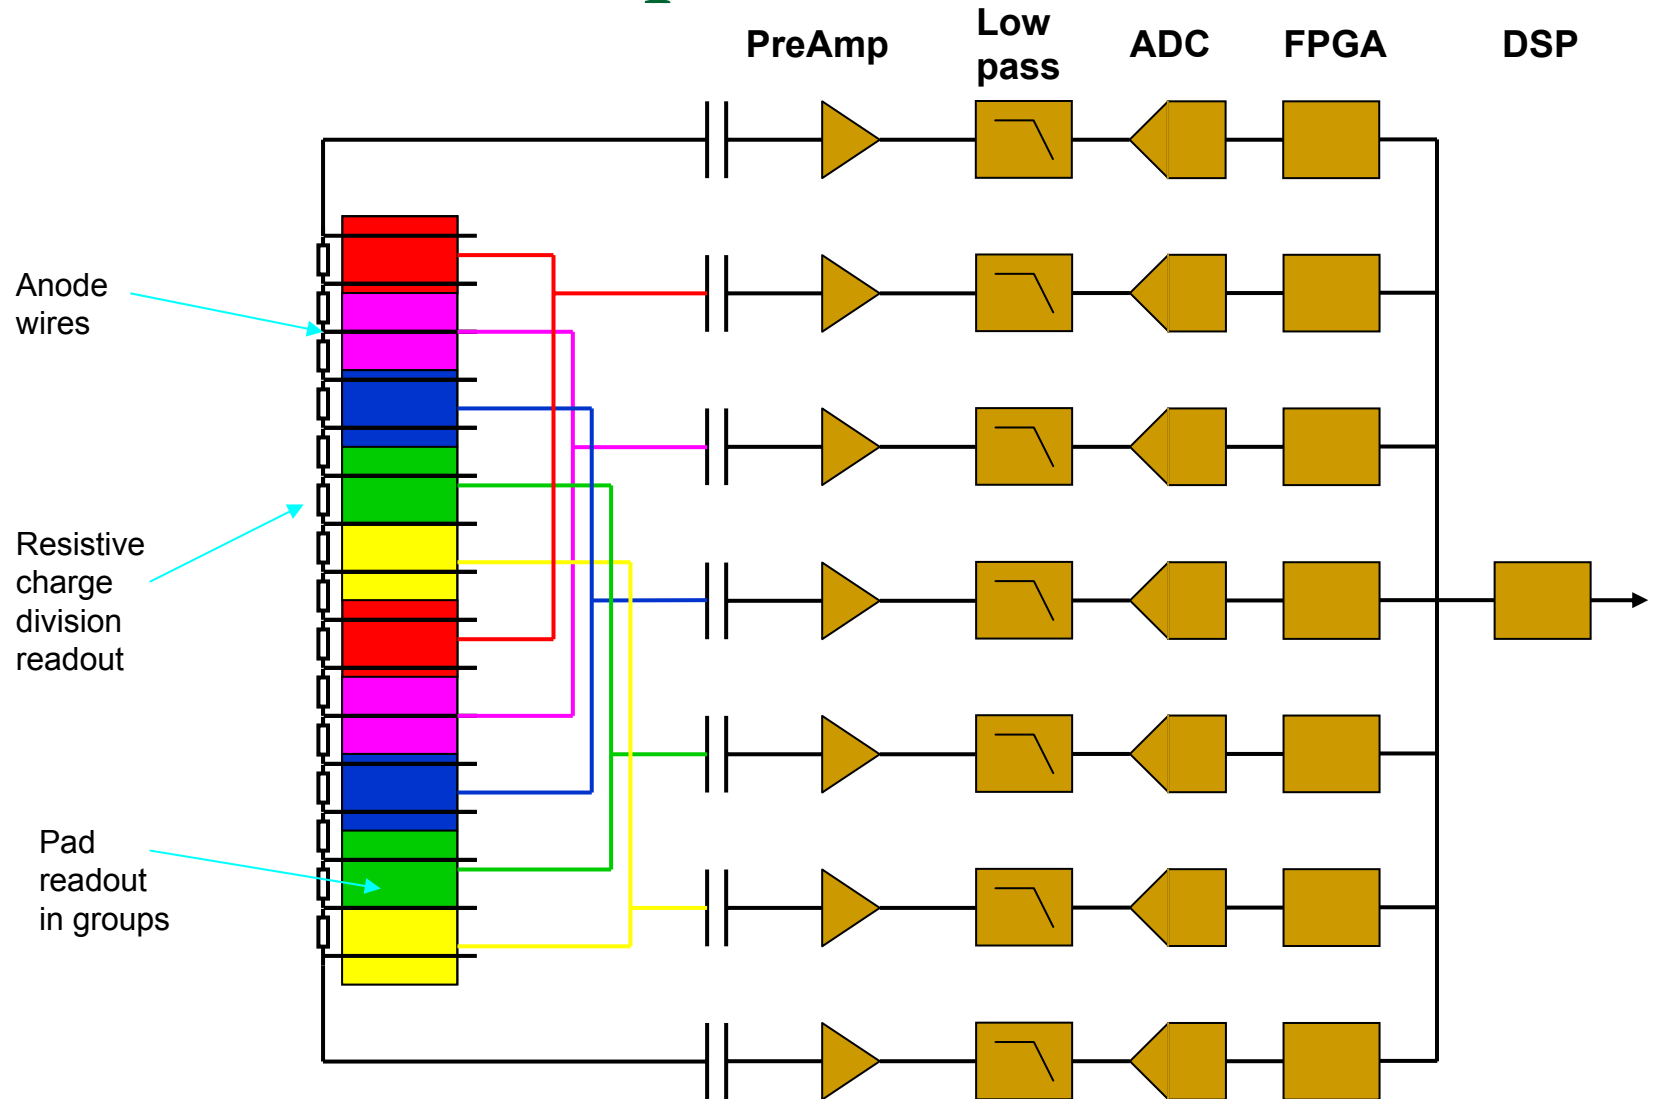 PreAmp
Low
pass
ADC
FPGA
DSP
Anode
wires
Resistive
charge
division
readout
Pad
readout
in groups